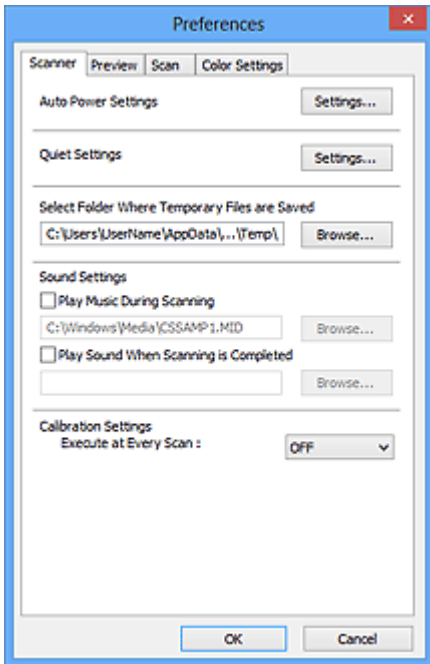 Preferences
Scanner Preview Scan Color Settings
Auto Power Settings Settings...
Quiet Settings Settings...
Select Folder Where Temporary Files are Saved
C:\Users\UserName\AppData\...\Temp\ Browse...
Sound Settings
Play Music During Scanning
C:\Windows\Media\CSSAMP1.MID Browse...
Play Sound When Scanning is Completed
Browse...
Calibration Settings
Execute at Every Scan : OFF
OK Cancel